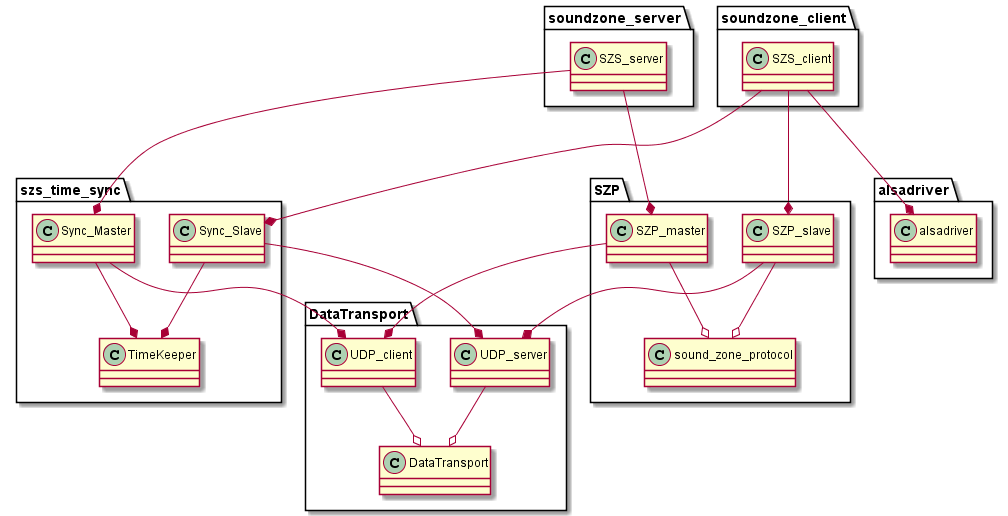 soundzone_server
soundzone_client
C SZS_server
C SZS_client
szs_time_sync
SZP
alsadriver
C Sync_Master
C Sync_Slave
C SZP_master
C SZP_slave
C alsadriver
DataTransport
C TimeKeeper
C UDP_client
C UDP_server
C sound_zone_protocol
C DataTransport